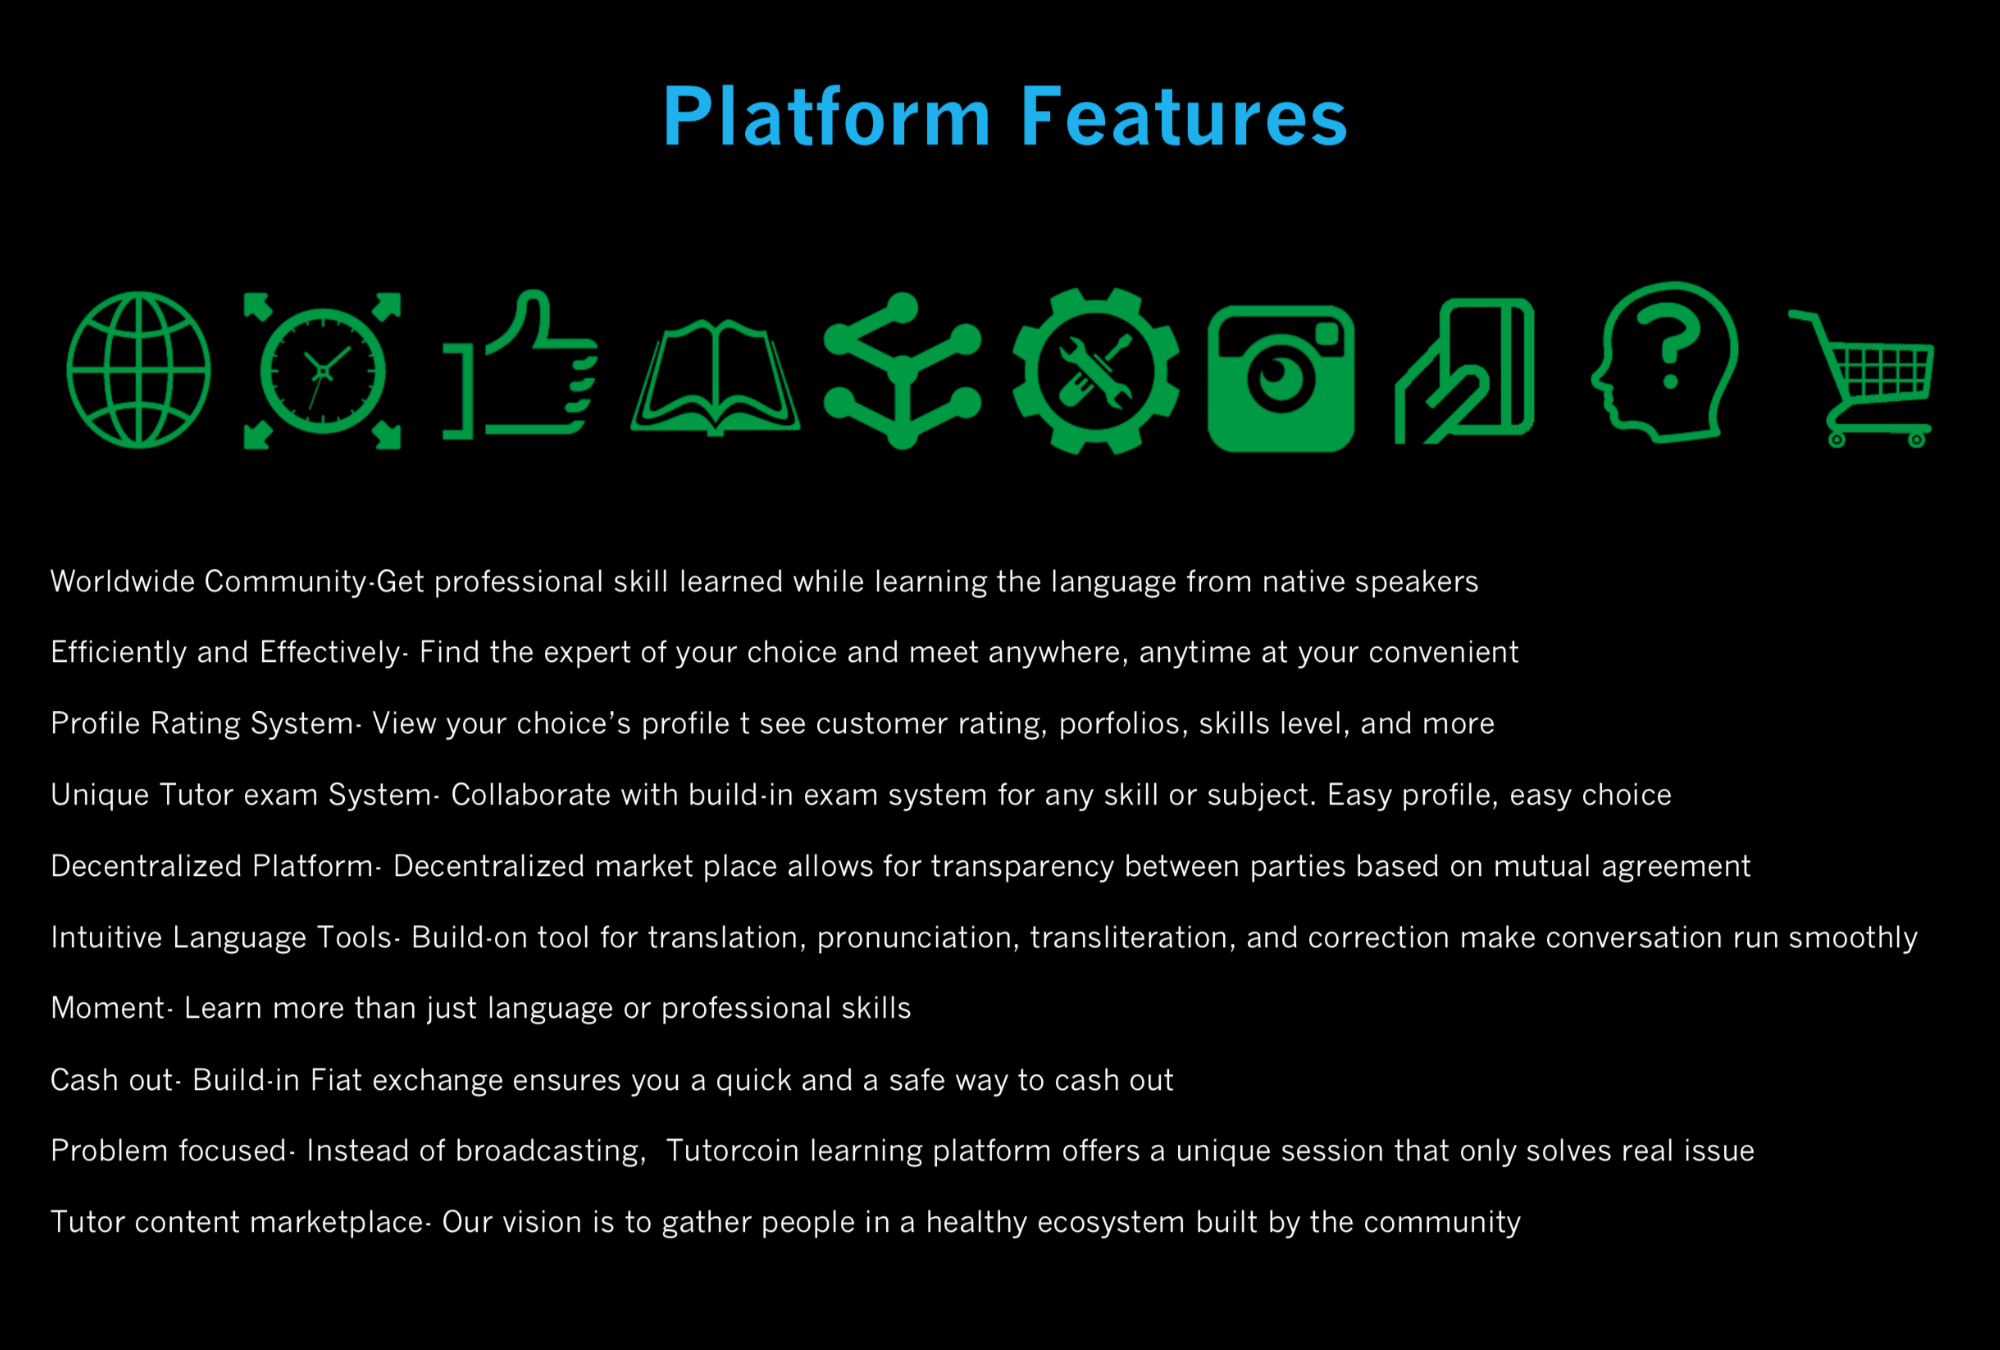 Platform Features
Worldwide Community-Get professional skill learned while learning the language from native speakers
Efficiently and Effectively- Find the expert of your choice and meet anywhere, anytime at your convenient
Profile Rating System- View your choice’s profile t see customer rating, porfolios, skills level, and more
Unique Tutor exam System- Collaborate with build-in exam system for any skill or subject. Easy profile, easy choice
Decentralized Platform- Decentralized market place allows for transparency between parties based on mutual agreement
Intuitive Language Tools- Build-on tool for translation, pronunciation, transliteration, and correction make conversation run smoothly
Moment- Learn more than just language or professional skills
Cash out- Build-in Fiat exchange ensures you a quick and a safe way to cash out
Problem focused- Instead of broadcasting,  Tutorcoin learning platform offers a unique session that only solves real issue
Tutor content marketplace- Our vision is to gather people in a healthy ecosystem built by the community